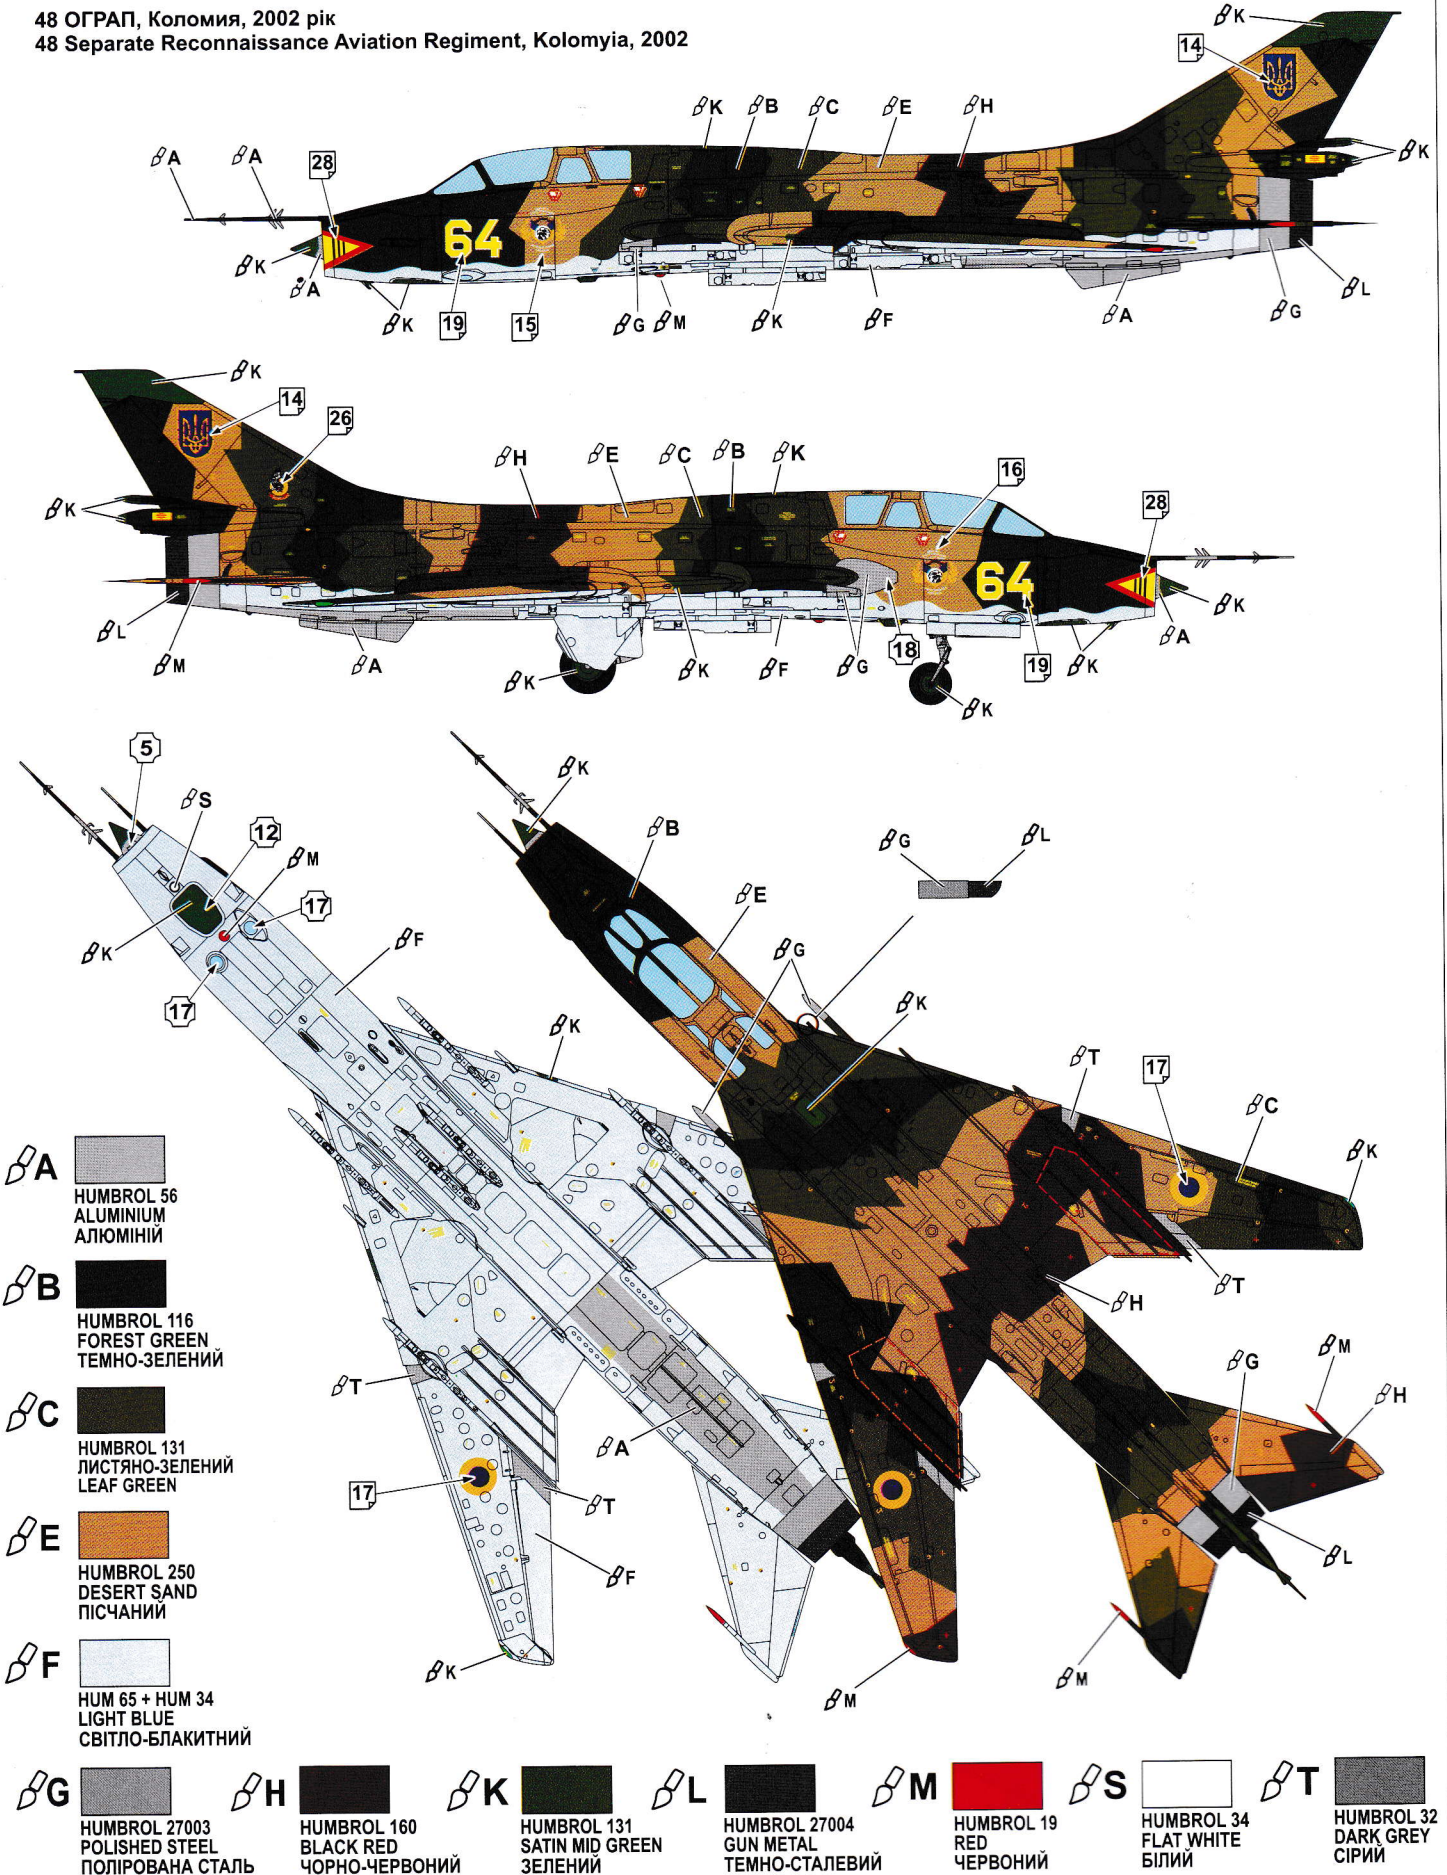 48 ОГРАП, Коломия, 2002 рік
48 Separate Reconnaissance Aviation Regiment, Kolomyia, 2002
K
14
K B C E H
A A 28
K
64
K
A
K 19 15 G M K F A G L
K
14
26
H E C B K
16
28
K
64
K
L
M A K K F G 18 19 K A
K
5
K
S
12
B
G L
M
E
17
K
F
G
K
17
K
T
17
C
K
A
HUMBROL 56
ALUMINIUM
АЛЮМІНІЙ
B
HUMBROL 116
FOREST GREEN
ТЕМНО-ЗЕЛЕНИЙ
T
H
M
G
H
T
C
HUMBROL 131
ЛИСТЯНО-ЗЕЛЕНИЙ
LEAF GREEN
A
17
T
E
HUMBROL 250
DESERT SAND
ПІСЧАНИЙ
L
F
F
HUM 65 + HUM 34
LIGHT BLUE
СВІТЛО-БЛАКИТНИЙ
K
M
M
G
HUMBROL 27003
POLISHED STEEL
ПОЛІРОВАНА СТАЛЬ
H
HUMBROL 160
BLACK RED
ЧОРНО-ЧЕРВОНИЙ
K
HUMBROL 131
SATIN MID GREEN
ЗЕЛЕНИЙ
L
HUMBROL 27004
GUN METAL
ТЕМНО-СТАЛЕВИЙ
M
HUMBROL 19
RED
ЧЕРВОНИЙ
S
HUMBROL 34
FLAT WHITE
БІЛИЙ
T
HUMBROL 32
DARK GREY
СІРИЙ